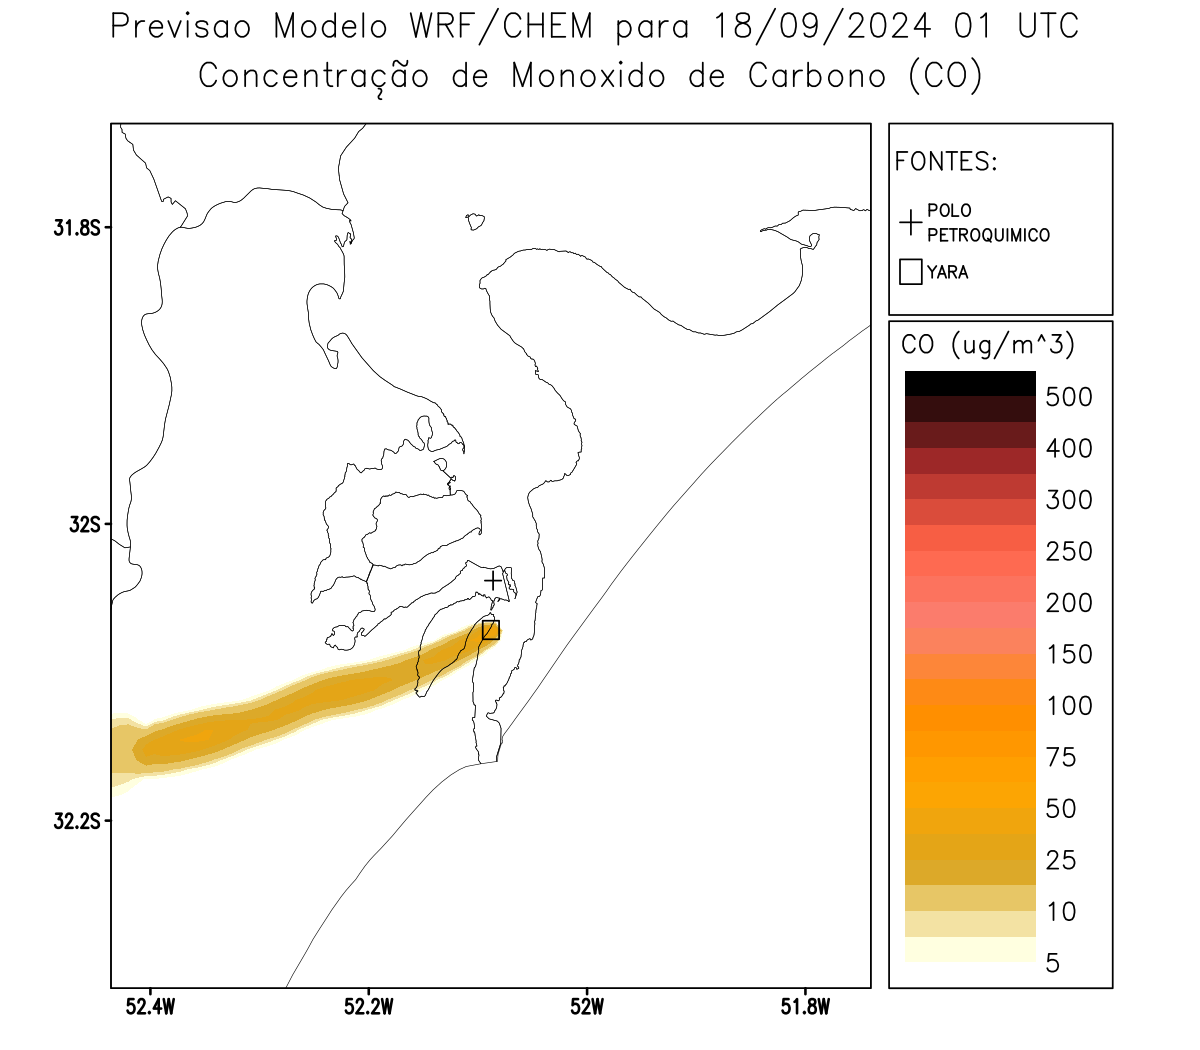 Previsao Modelo WRF/CHEM para 18/09/2024 01 UTC
Concentração de Monoxido de Carbono (CO)
FONTES:
POLO
PETROQUIMICO
YARA
CO (ug/m^3)
500
400
300
250
200
150
100
75
50
25
10
5
31.8S
32S
32.2S
52.4W
52.2W
52W
51.8W